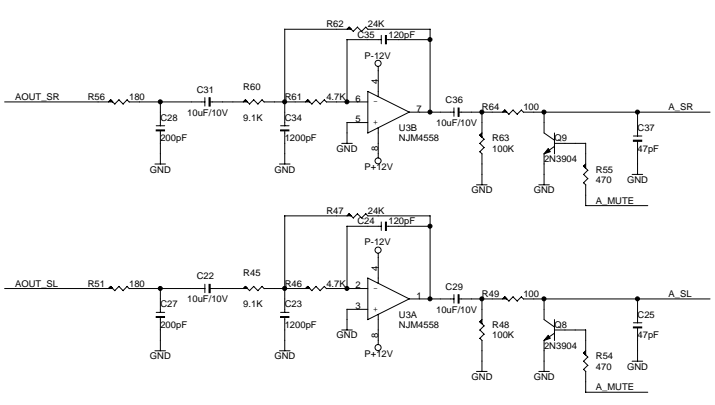 R62 24K
C35 120pF
P-12V
4
AOUT_SR R56 180 C31 10uF/10V R60 9.1K R61 4.7K 6 7 C36 10uF/10V R64 100 A_SR
C28 200pF C34 1200pF 5 U3B NJM4558 R63 100K Q9 2N3904 C37 47pF
8
P+12V
R55 470
GND GND GND GND GND GND
A_MUTE
R47 24K
C24 120pF
P-12V
4
AOUT_SL R51 180 C22 10uF/10V R45 9.1K R46 4.7K 2 1 C29 10uF/10V R49 100 A_SL
C27 200pF C23 1200pF 3 U3A NJM4558 R48 100K Q8 2N3904 C25 47pF
8
P+12V
R54 470
GND GND GND GND GND GND
A_MUTE